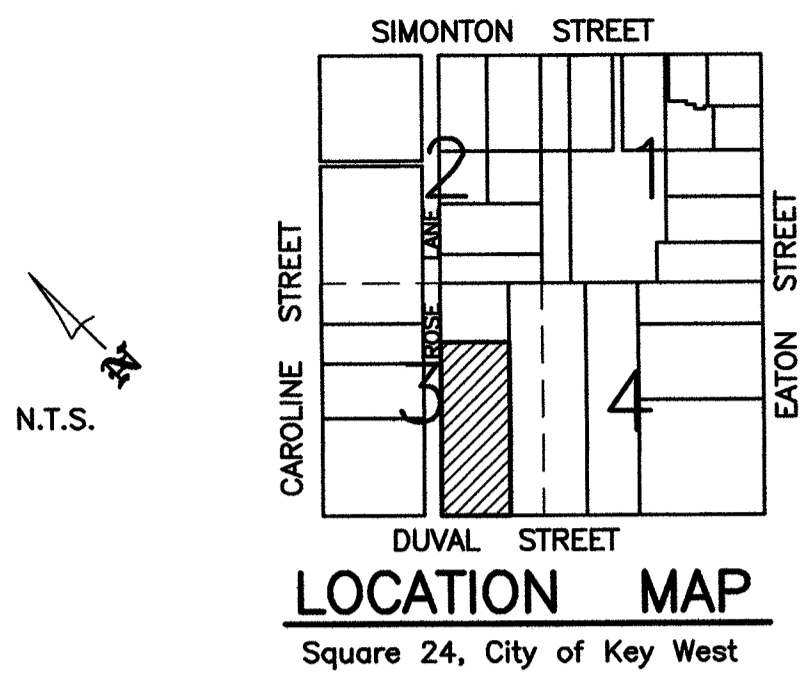 SIMONTON STREET
2
1
ROSE LANE
CAROLINE STREET
EATON STREET
N
N.T.S.
3
4
DUVAL STREET
LOCATION MAP
Square 24, City of Key West